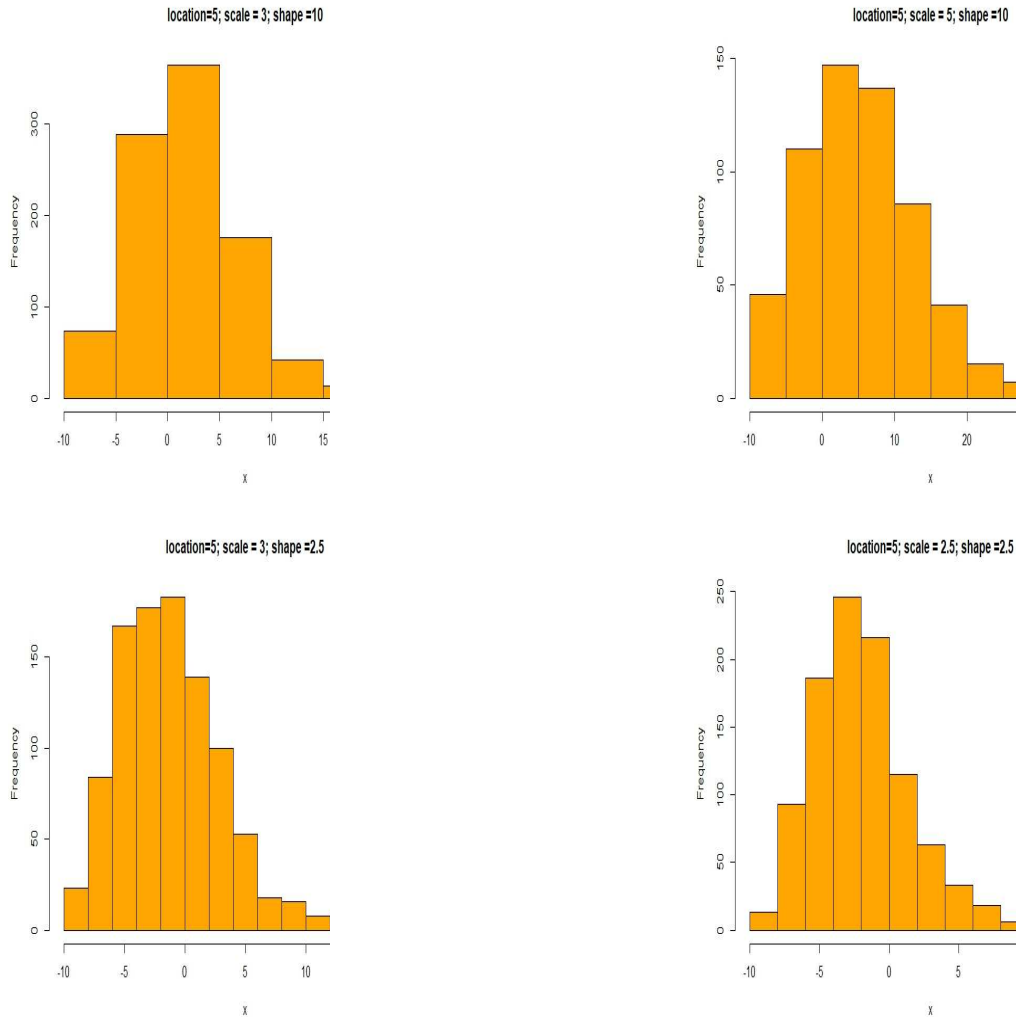 location=5; scale = 3; shape =10
location=5; scale = 5; shape =10
Frequency
0 100 200 300
-10 -5 0 5 10 15
x
Frequency
0 50 100 150
-10 0 10 20
x
location=5; scale = 3; shape =2.5
location=5; scale = 2.5; shape =2.5
Frequency
0 50 100 150
-10 -5 0 5 10
x
Frequency
0 50 100 150 200 250
-10 -5 0 5
x